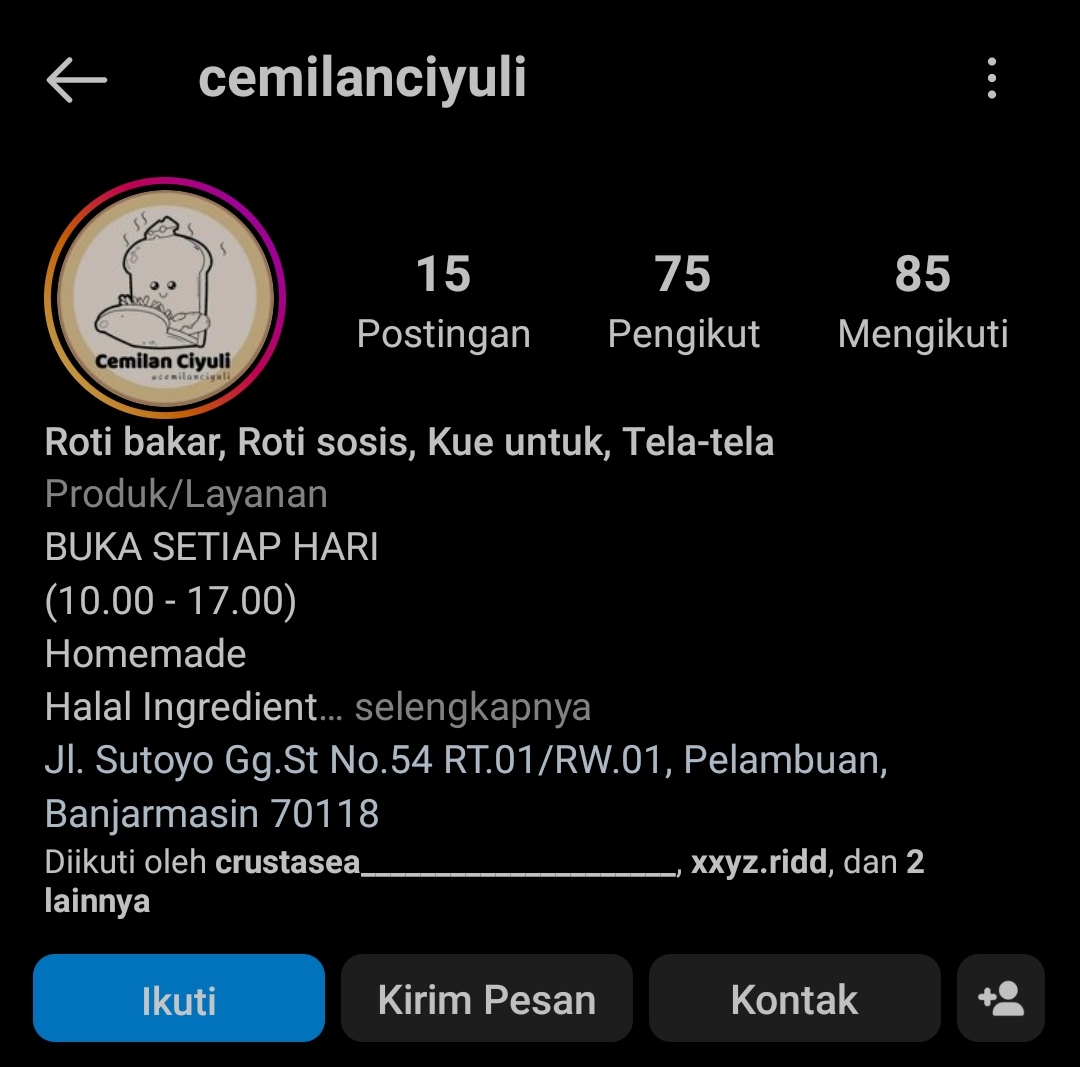 cemilanciyuli
Cemilan Ciyuli
@cemilanciyuli
15
Postingan
75
Pengikut
85
Mengikuti
Roti bakar, Roti sosis, Kue untuk, Tela-tela
Produk/Layanan
BUKA SETIAP HARI
(10.00 - 17.00)
Homemade
Halal Ingredient... selengkapnya
Jl. Sutoyo Gg.St No.54 RT.01/RW.01, Pelambuan,
Banjarmasin 70118
Diikuti oleh crustasea____________________, xxyz.ridd, dan 2
lainnya
Ikuti
Kirim Pesan
Kontak